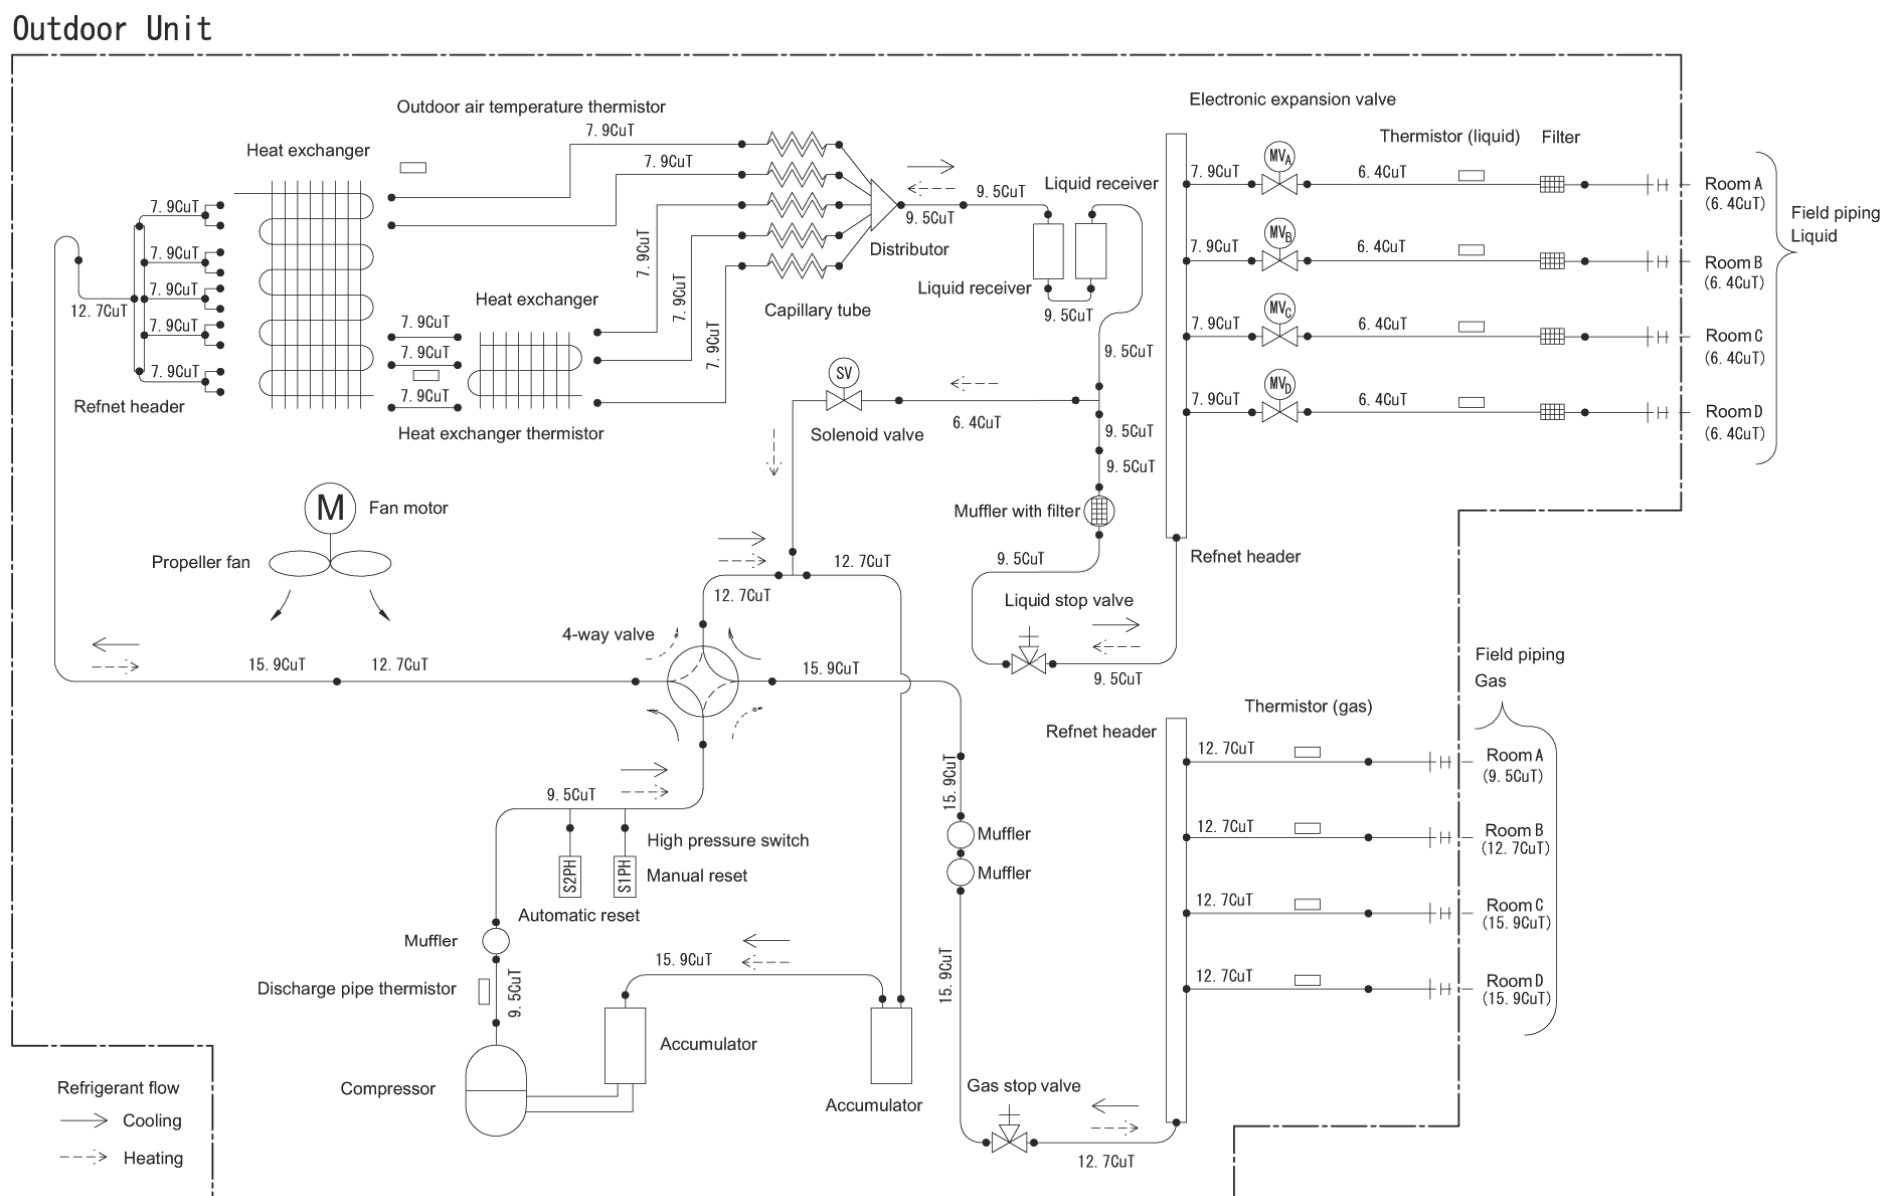 Outdoor Unit
Outdoor air temperature thermistor
Electronic expansion valve
7.9CuT
Thermistor (liquid)
Filter
Heat exchanger
7.9CuT
7.9CuT
MVA
6.4CuT
Liquid receiver
9.5CuT
Room A
(6.4CuT)
7.9CuT
9.5CuT
Distributor
Field piping
Liquid
7.9CuT
MVB
6.4CuT
Room B
(6.4CuT)
7.9CuT
7.9CuT
7.9CuT
7.9CuT
Liquid receiver
9.5CuT
7.9CuT
12.7CuT
Heat exchanger
Capillary tube
7.9CuT
MVC
6.4CuT
Room C
(6.4CuT)
7.9CuT
7.9CuT
7.9CuT
7.9CuT
9.5CuT
7.9CuT
7.9CuT
SV
Refnet header
Heat exchanger thermistor
Solenoid valve
6.4CuT
9.5CuT
7.9CuT
MVD
6.4CuT
Room D
(6.4CuT)
9.5CuT
M
Fan motor
Muffler with filter
Propeller fan
12.7CuT
9.5CuT
Refnet header
12.7CuT
Liquid stop valve
4-way valve
15.9CuT
12.7CuT
15.9CuT
9.5CuT
Field piping
Gas
Thermistor (gas)
Refnet header
12.7CuT
Room A
(9.5CuT)
9.5CuT
15.9CuT
High pressure switch
Muffler
12.7CuT
Room B
(12.7CuT)
S2PH
S1PH
Manual reset
Muffler
Automatic reset
12.7CuT
Room C
(15.9CuT)
Muffler
15.9CuT
15.9CuT
12.7CuT
Room D
(15.9CuT)
Discharge pipe thermistor
9.5CuT
Accumulator
Compressor
Accumulator
Gas stop valve
12.7CuT
Refrigerant flow
Cooling
Heating